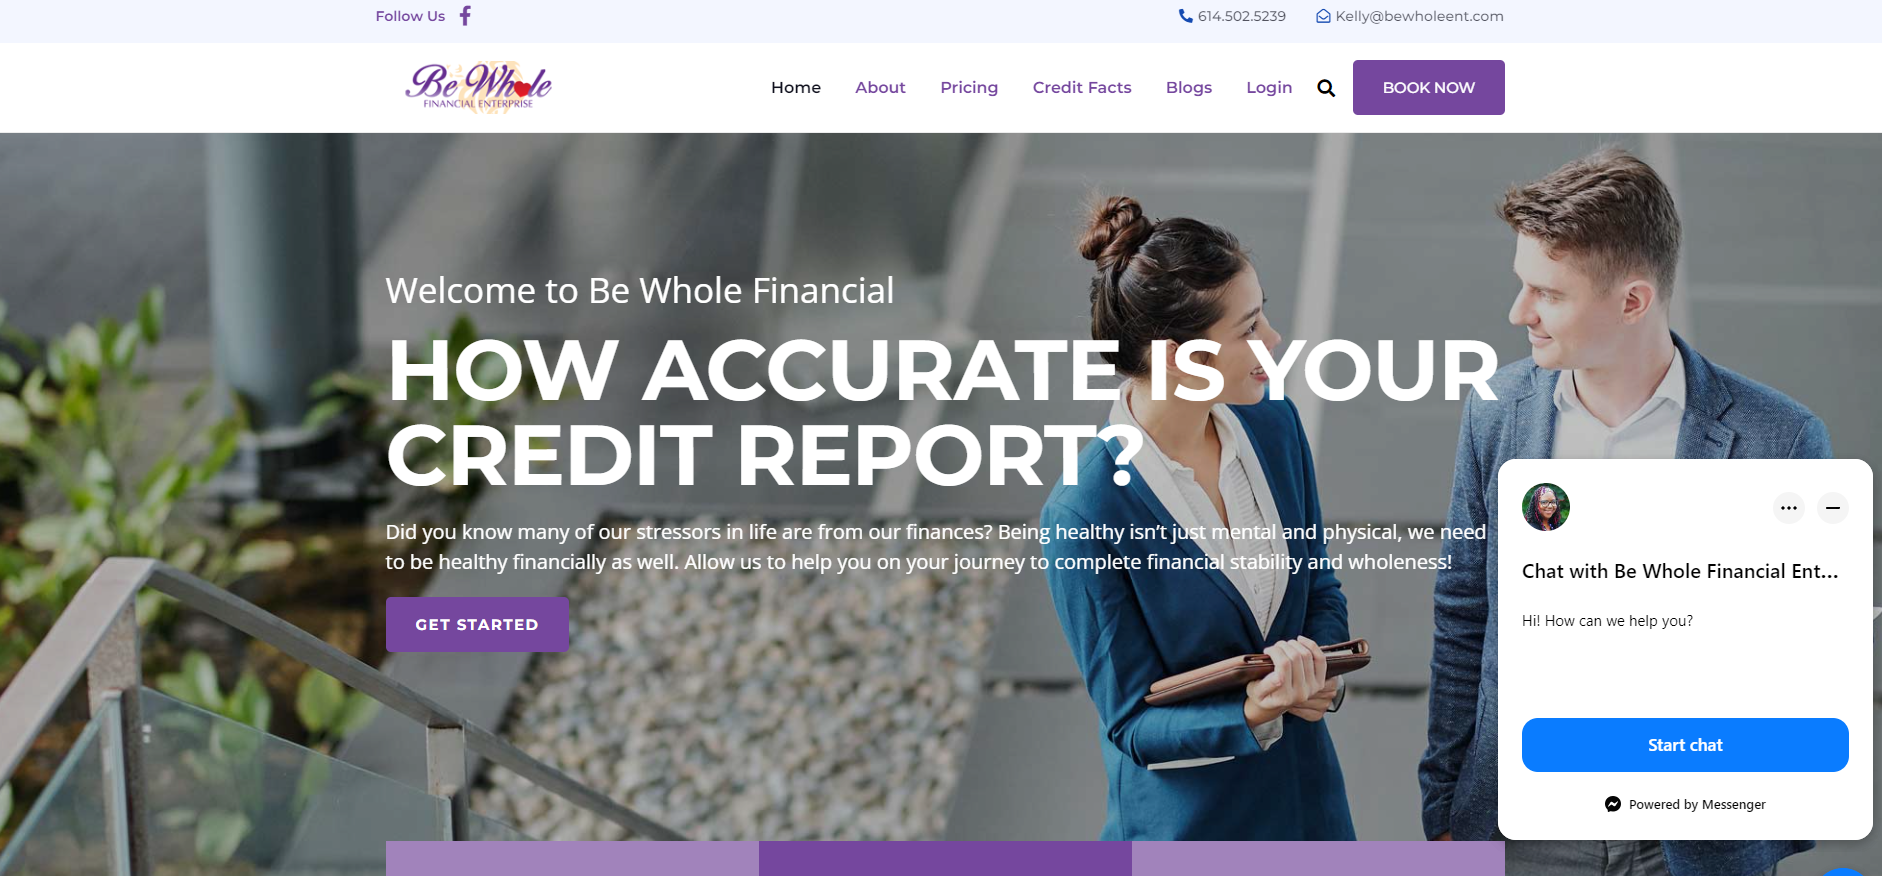 Follow Us
614.502.5239
Kelly@bewholeent.com
Be Whole
FINANCIAL ENTERPRISE
Home
About
Pricing
Credit Facts
Blogs
Login
BOOK NOW
Welcome to Be Whole Financial
HOW ACCURATE IS YOUR
CREDIT REPORT?
Did you know many of our stressors in life are from our finances? Being healthy isn’t just mental and physical, we need
to be healthy financially as well. Allow us to help you on your journey to complete financial stability and wholeness!
GET STARTED
Chat with Be Whole Financial Ent...
Hi! How can we help you?
Start chat
Powered by Messenger